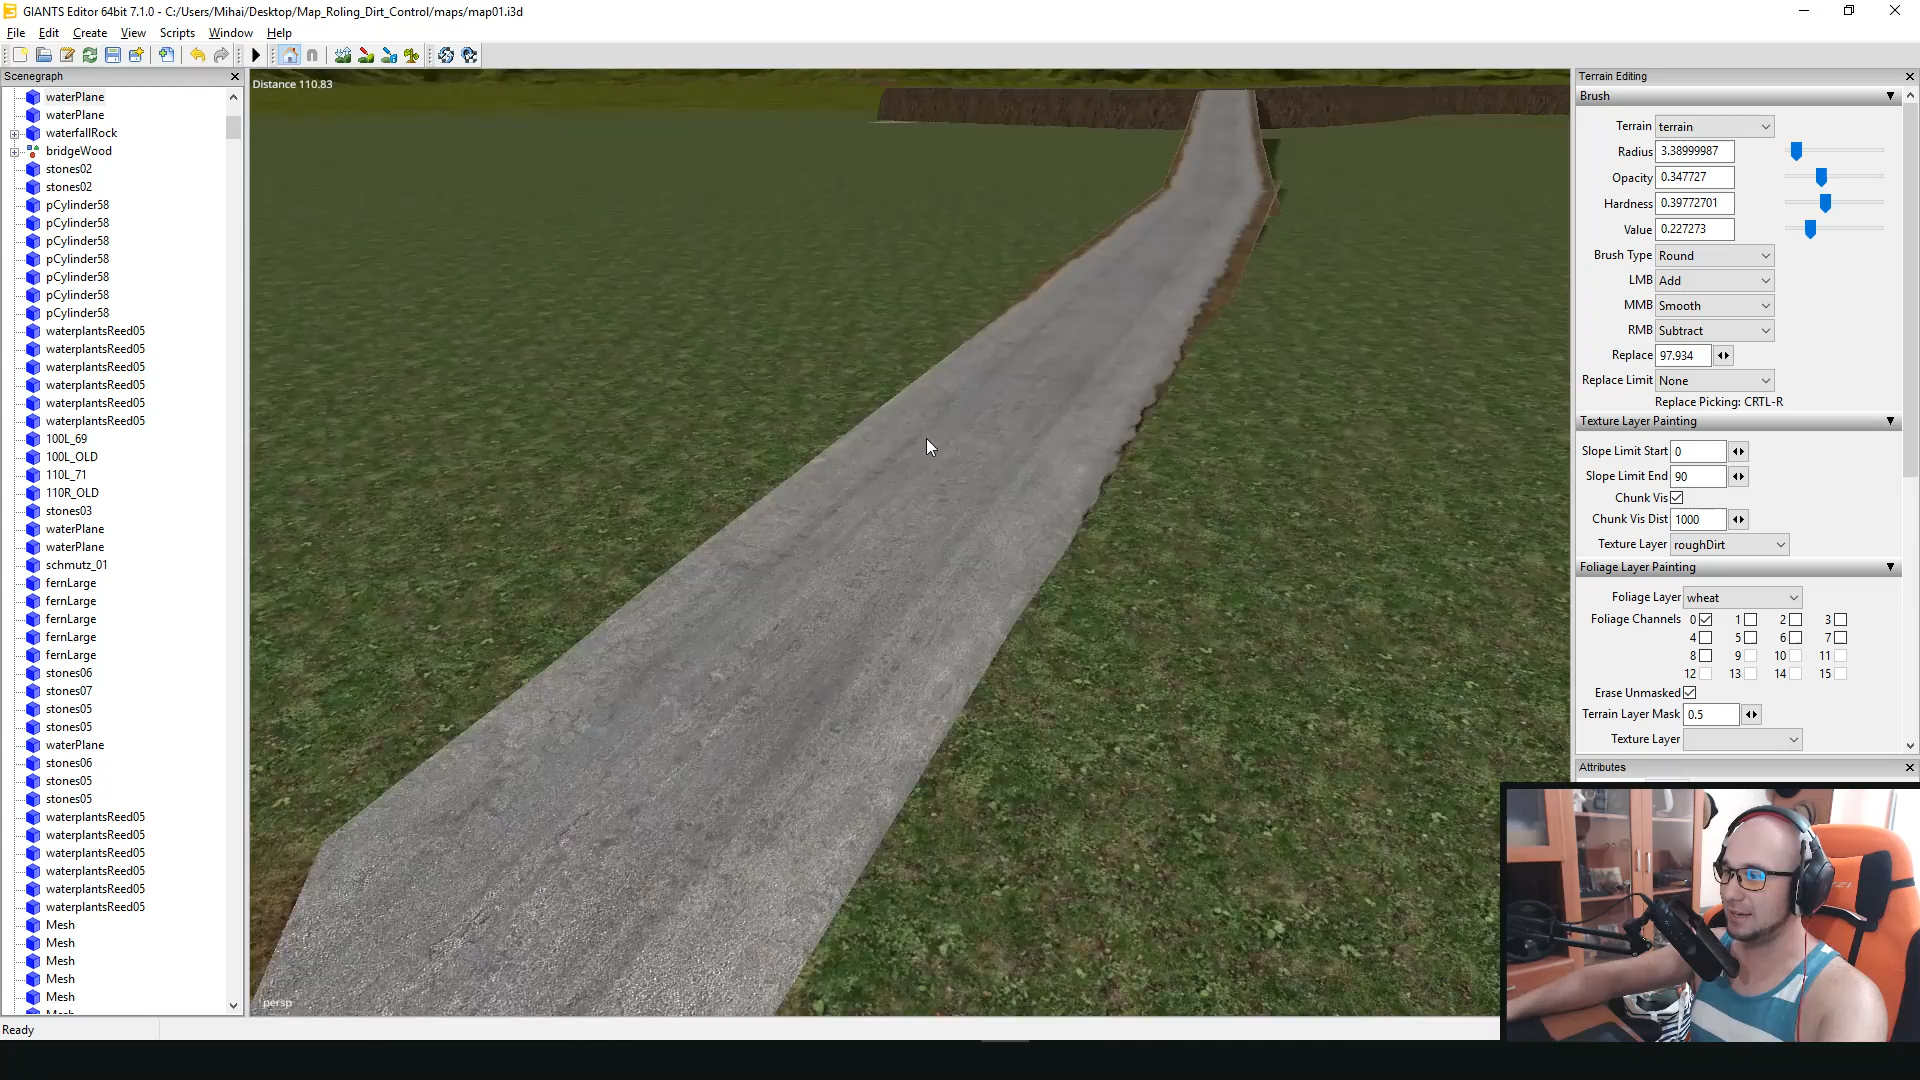 GIANTS Editor 64bit 7.1.0 - C:/Users/Mihai/Desktop/Map_Roling_Dirt_Control/maps/map01.i3d
File Edit Create View Scripts Window Help
Scenegraph
waterPlane
waterPlane
waterfallRock
bridgeWood
stones02
stones02
pCylinder58
pCylinder58
pCylinder58
pCylinder58
pCylinder58
pCylinder58
pCylinder58
waterplantsReed05
waterplantsReed05
waterplantsReed05
waterplantsReed05
waterplantsReed05
waterplantsReed05
100L_69
100L_OLD
110L_71
110R_OLD
stones03
waterPlane
waterPlane
schmutz_01
fernLarge
fernLarge
fernLarge
fernLarge
fernLarge
stones06
stones07
stones05
stones05
waterPlane
stones06
stones05
stones05
waterplantsReed05
waterplantsReed05
waterplantsReed05
waterplantsReed05
waterplantsReed05
waterplantsReed05
Mesh
Mesh
Mesh
Mesh
Mesh
Ready
Distance 110.83
persp
Terrain Editing
Brush
Terrain terrain
Radius 3.38999987
Opacity 0.347727
Hardness 0.39772701
Value 0.227273
Brush Type Round
LMB Add
MMB Smooth
RMB Subtract
Replace 97.934
Replace Limit None
Replace Picking: CRTL-R
Texture Layer Painting
Slope Limit Start 0
Slope Limit End 90
Chunk Vis
Chunk Vis Dist 1000
Texture Layer roughDirt
Foliage Layer Painting
Foliage Layer wheat
Foliage Channels 0 1 2 3
4 5 6 7
8 9 10 11
12 13 14 15
Erase Unmasked
Terrain Layer Mask 0.5
Texture Layer
Attributes